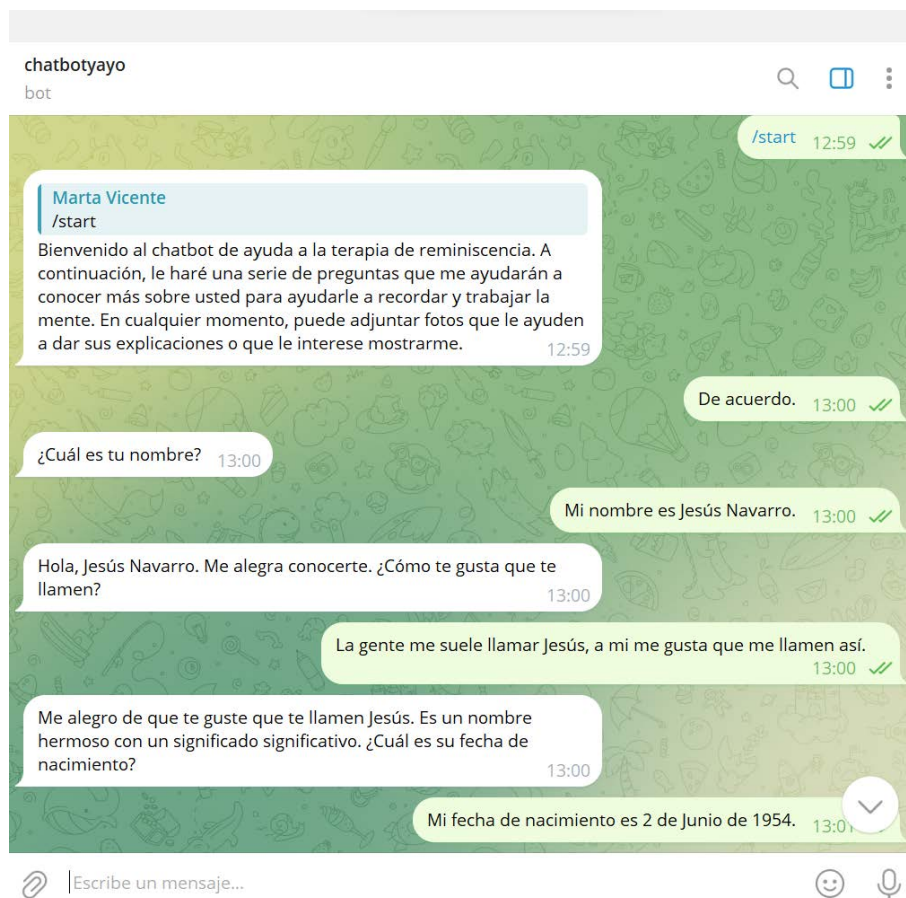 chatbotyayo
bot
/start 12:59
Marta Vicente
/start
Bienvenido al chatbot de ayuda a la terapia de reminiscencia. A
continuación, le haré una serie de preguntas que me ayudarán a
conocer más sobre usted para ayudarle a recordar y trabajar la
mente. En cualquier momento, puede adjuntar fotos que le ayuden
a dar sus explicaciones o que le interese mostrarme. 12:59
De acuerdo. 13:00
¿Cuál es tu nombre? 13:00
Mi nombre es Jesús Navarro. 13:00
Hola, Jesús Navarro. Me alegra conocerte. ¿Cómo te gusta que te
llamen? 13:00
La gente me suele llamar Jesús, a mi me gusta que me llamen así.
13:00
Me alegro de que te guste que te llamen Jesús. Es un nombre
hermoso con un significado significativo. ¿Cuál es su fecha de
nacimiento? 13:00
Mi fecha de nacimiento es 2 de Junio de 1954. 13:01
Escribe un mensaje...